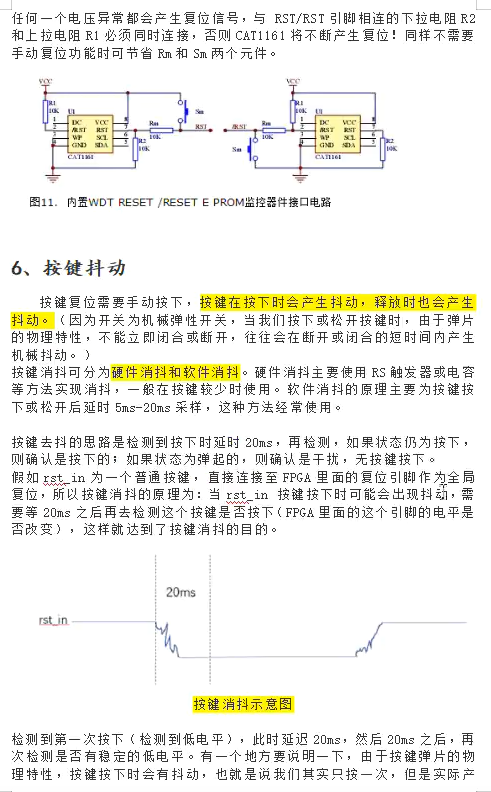 任何一个电压异常都会产生复位信号，与 RST/RST 引脚相连的下拉电阻 R2
和上拉电阻 R1 必须同时连接，否则 CAT1161 将不断产生复位！同样不需要
手动复位功能时可节省 Rm 和 Sm 两个元件。
VCC VCC
R1 10K U1 1 DC VCC 8 2 /RST RST 7 3 WP SCL 6 4 GND SDA 5 CAT1161 R2 10K Rm 10K Sm RST
/RST Rm 10K Sm R1 10K U1 1 DC VCC 8 2 /RST RST 7 3 WP SCL 6 4 GND SDA 5 CAT1161 R2 10K
图11. 内置WDT RESET /RESET E PROM监控器件接口电路
6、按键抖动
按键复位需要手动按下，按键在按下时会产生抖动，释放时也会产生
抖动。（因为开关为机械弹性开关，当我们按下或松开按键时，由于弹片
的物理特性，不能立即闭合或断开，往往会在断开或闭合的短时间内产生
机械抖动。）
按键消抖可分为硬件消抖和软件消抖。硬件消抖主要使用 RS 触发器或电容
等方法实现消抖，一般在按键较少时使用。软件消抖的原理主要为按键按
下或松开后延时 5ms-20ms 采样，这种方法经常使用。
按键去抖的思路是检测到按下时延时 20ms，再检测，如果状态仍为按下，
则确认是按下的；如果状态为弹起的，则确认是干扰，无按键按下。
假如 rst_in 为一个普通按键，直接连接至 FPGA 里面的复位引脚作为全局
复位，所以按键消抖的原理为：当 rst_in 按键按下时可能会出现抖动，需
要等 20ms 之后再去检测这个按键是否按下（FPGA 里面的这个引脚的电平是
否改变），这样就达到了按键消抖的目的。
20ms
rst_in
按键消抖示意图
检测到第一次按下（检测到低电平），此时延迟 20ms，然后 20ms 之后，再
次检测是否有稳定的低电平。有一个地方要说明一下，由于按键弹片的物
理特性，按键按下时会有抖动，也就是说我们其实只按一次，但是实际产